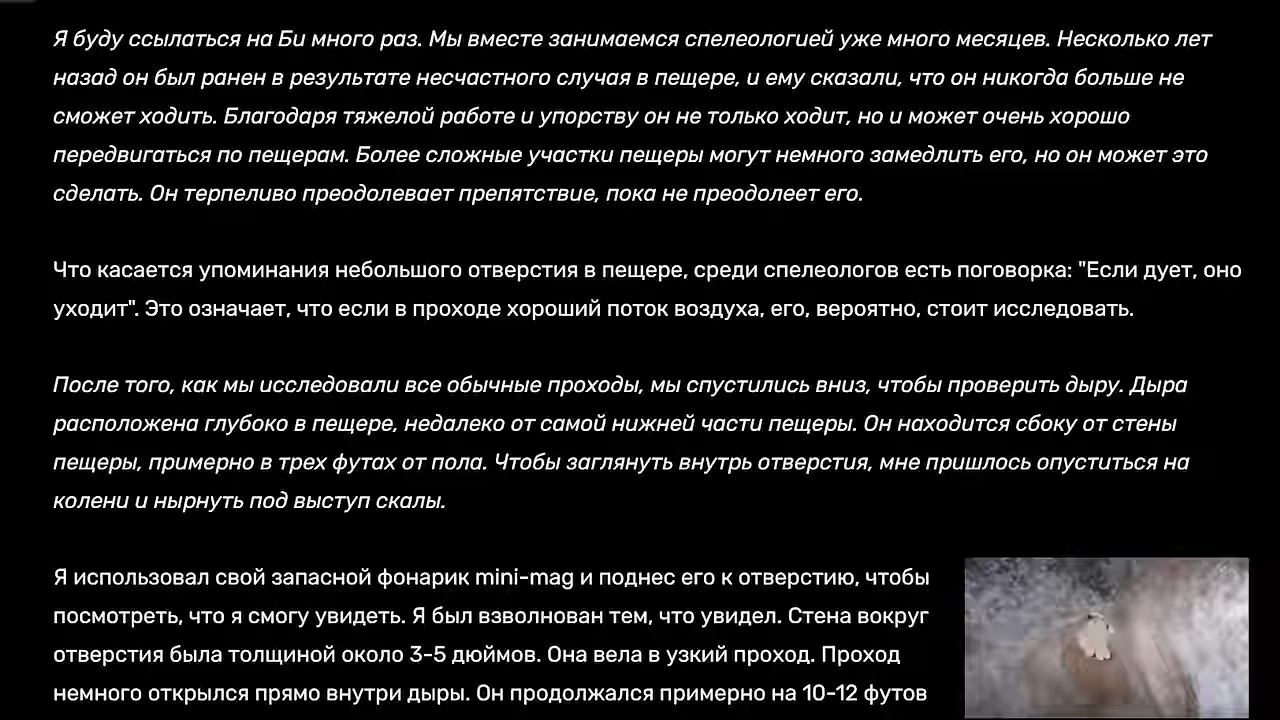 Я буду ссылаться на Би много раз. Мы вместе занимаемся спелеологией уже много месяцев. Несколько лет
назад он был ранен в результате несчастного случая в пещере, и ему сказали, что он никогда больше не
сможет ходить. Благодаря тяжелой работе и упорству он не только ходит, но и может очень хорошо
передвигаться по пещерам. Более сложные участки пещеры могут немного замедлить его, но он может это
сделать. Он терпеливо преодолевает препятствие, пока не преодолеет его.
Что касается упоминания небольшого отверстия в пещере, среди спелеологов есть поговорка: "Если дует, оно
уходит". Это означает, что если в проходе хороший поток воздуха, его, вероятно, стоит исследовать.
После того, как мы исследовали все обычные проходы, мы спустились вниз, чтобы проверить дыру. Дыра
расположена глубоко в пещере, недалеко от самой нижней части пещеры. Он находится сбоку от стены
пещеры, примерно в трех футах от пола. Чтобы заглянуть внутрь отверстия, мне пришлось опуститься на
колени и нырнуть под выступ скалы.
Я использовал свой запасной фонарик mini-mag и поднес его к отверстию, чтобы
посмотреть, что я смогу увидеть. Я был взволнован тем, что увидел. Стена вокруг
отверстия была толщиной около 3-5 дюймов. Она вела в узкий проход. Проход
немного открылся прямо внутри дыры. Он продолжался примерно на 10-12 футов